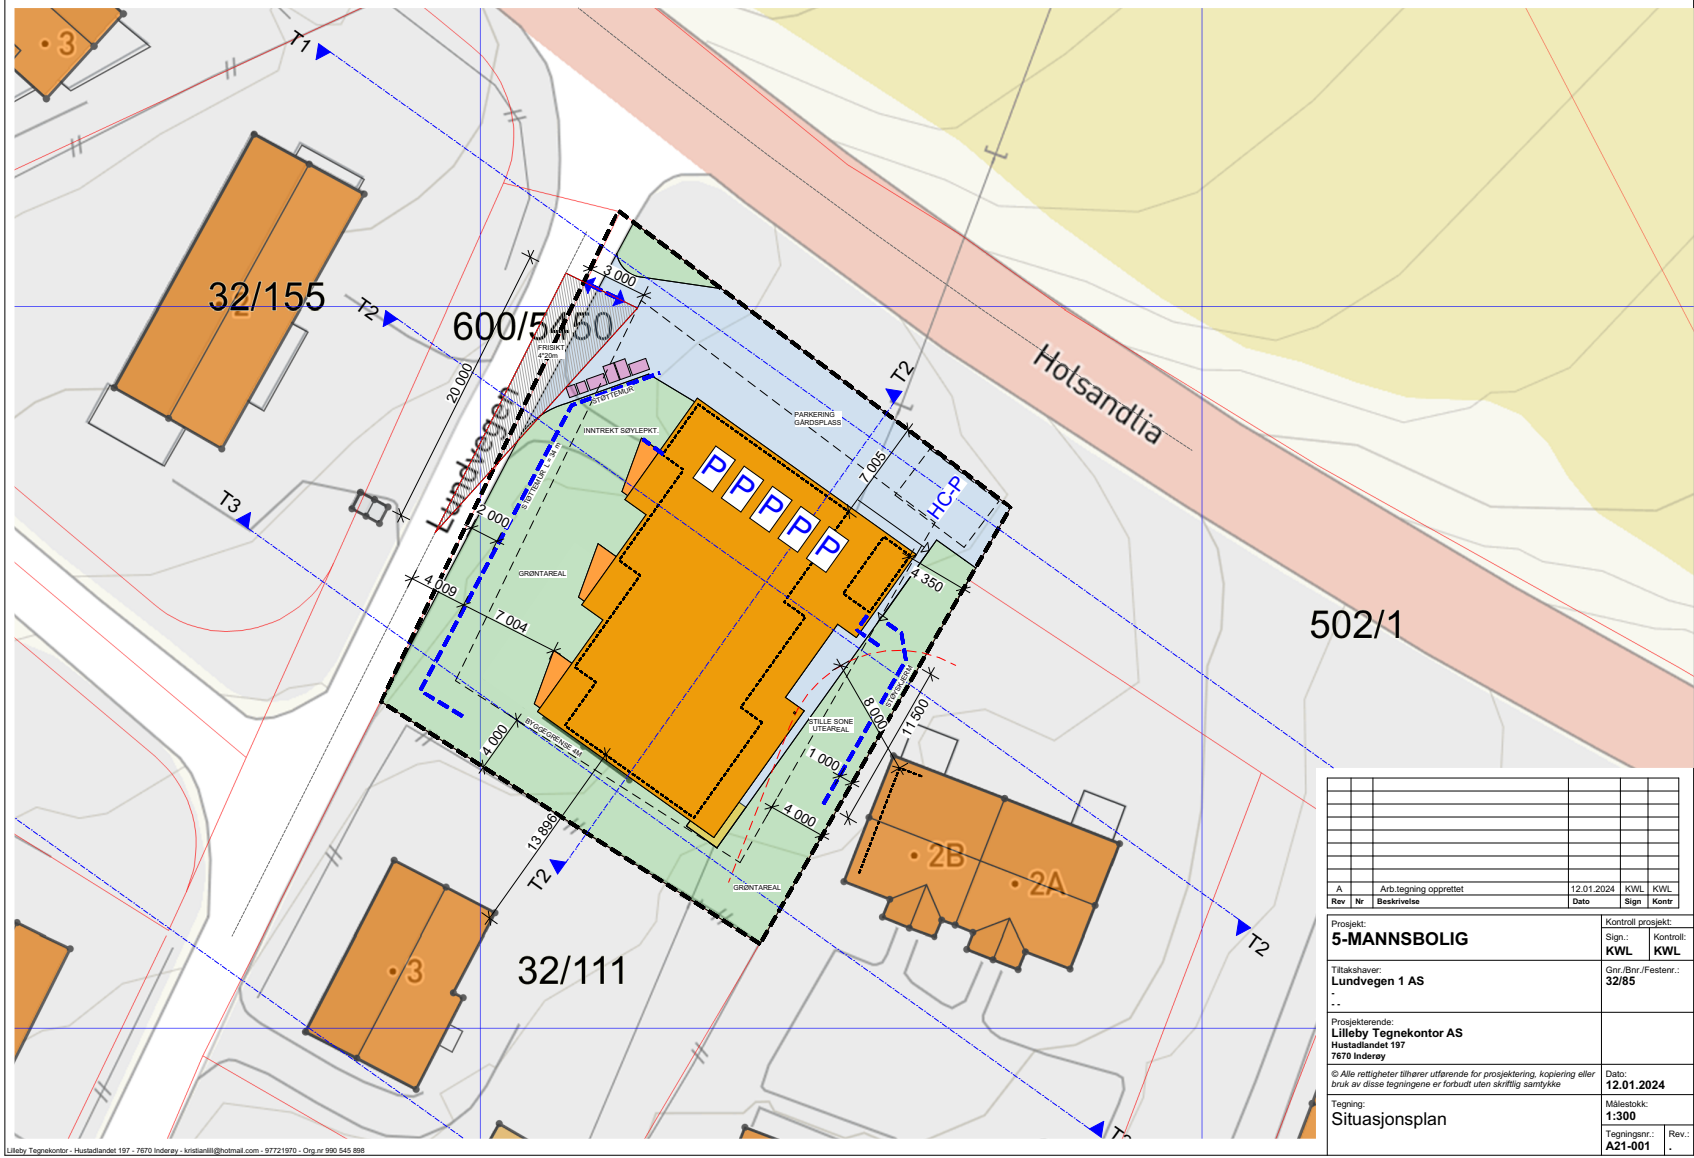 3
T1
32/155
2
T2
T3
600/5450
FRISIKT
4*20m
3 000
20 000
Lundvegen
STØTTEMUR
INNTREKT SØYLEPKT.
STØTTEMUR L = 34 m
2 000
4 009
7 004
GRØNTAREAL
PARKERING
GÅRDSPLASS
7 005
T2
HC-P
P
P
P
P
P
4 350
Hotsandlia
502/1
STØYSKJERM
8 000
11 500
STILLE SONE
UTEAREAL
1 000
4 000
BYGGEGRENSE 4M
4 000
13 896
T2
GRØNTAREAL
2B
2A
T2
3
32/111
A Arb.tegning opprettet 12.01.2024 KWL KWL
Rev Nr Beskrivelse Dato Sign Kontr
Prosjekt:
5-MANNSBOLIG
Kontroll prosjekt:
Sign.: Kontroll:
KWL KWL
Tiltakshaver:
Lundvegen 1 AS
-
- -
Gnr./Bnr./Festenr.:
32/85
Prosjekterende:
Lilleby Tegnekontor AS
Hustadlandet 197
7670 Inderøy
© Alle rettigheter tilhører utførende for prosjektering, kopiering eller
bruk av disse tegningene er forbudt uten skriftlig samtykke
Dato:
12.01.2024
Tegning:
Situasjonsplan
Målestokk:
1:300
Tegningsnr.: Rev.:
A21-001 .
Lilleby Tegnekontor - Hustadlandet 197 - 7670 Inderøy - kristianlil@hotmail.com - 97721970 - Org.nr 990 545 898